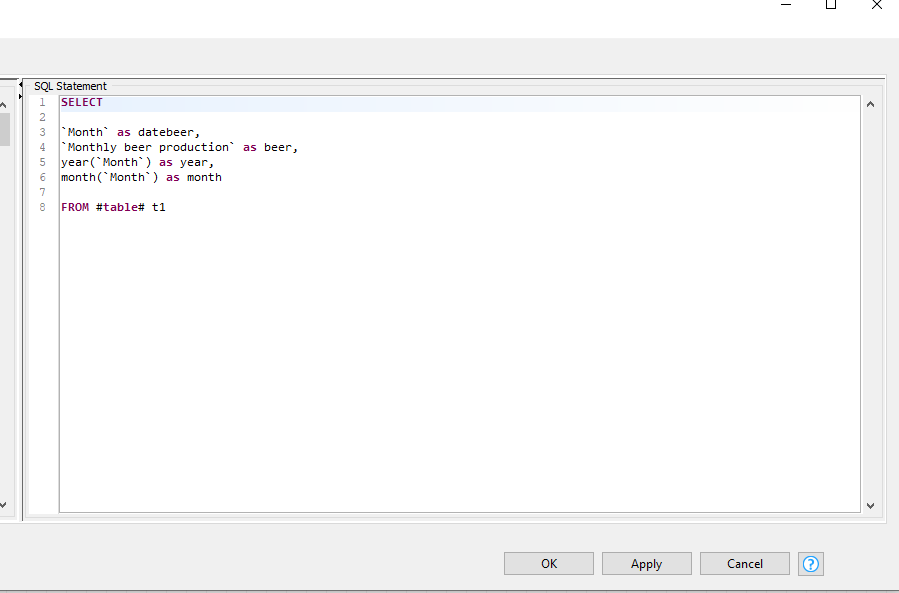 SQL Statement
1 SELECT
2
3 `Month` as datebeer,
4 `Monthly beer production` as beer,
5 year(`Month`) as year,
6 month(`Month`) as month
7
8 FROM #table# t1
OK Apply Cancel ?